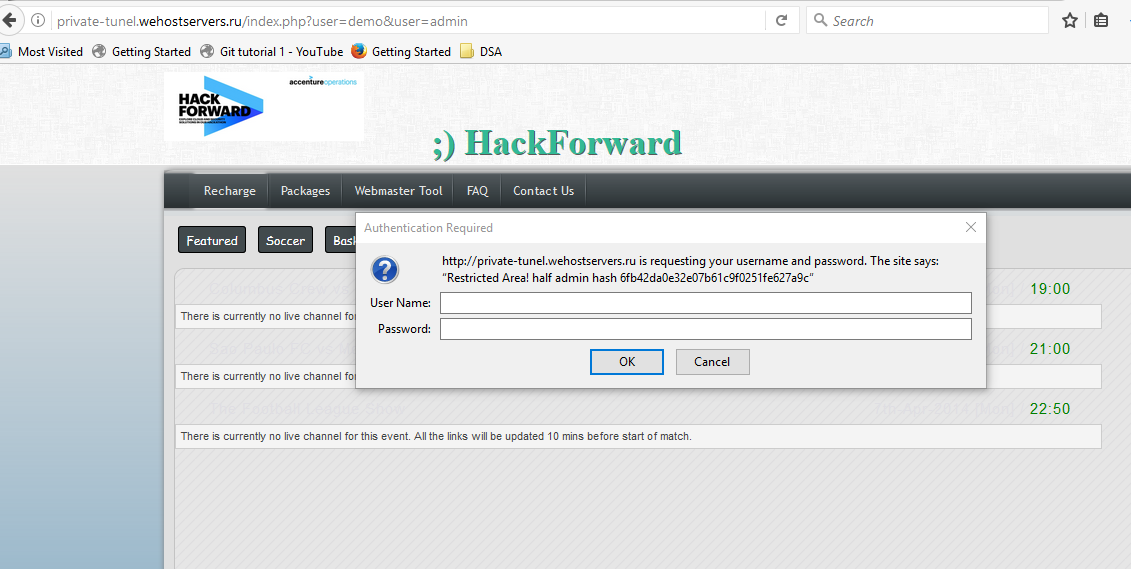 private-tunel.wehostservers.ru/index.php?user=demo&user=admin
Search
Most Visited
Getting Started
Git tutorial 1 - YouTube
Getting Started
DSA
accentureoperations
HACK
FORWARD
;) HackForward
Recharge
Packages
Webmaster Tool
FAQ
Contact Us
Featured
Soccer
Bask
Authentication Required
http://private-tunel.wehostservers.ru is requesting your username and password. The site says:
“Restricted Area! half admin hash 6fb42da0e32e07b61c9f0251fe627a9c”
User Name:
Password:
OK
Cancel
19:00
There is currently no live channel fo
21:00
There is currently no live channel fo
22:50
There is currently no live channel for this event. All the links will be updated 10 mins before start of match.